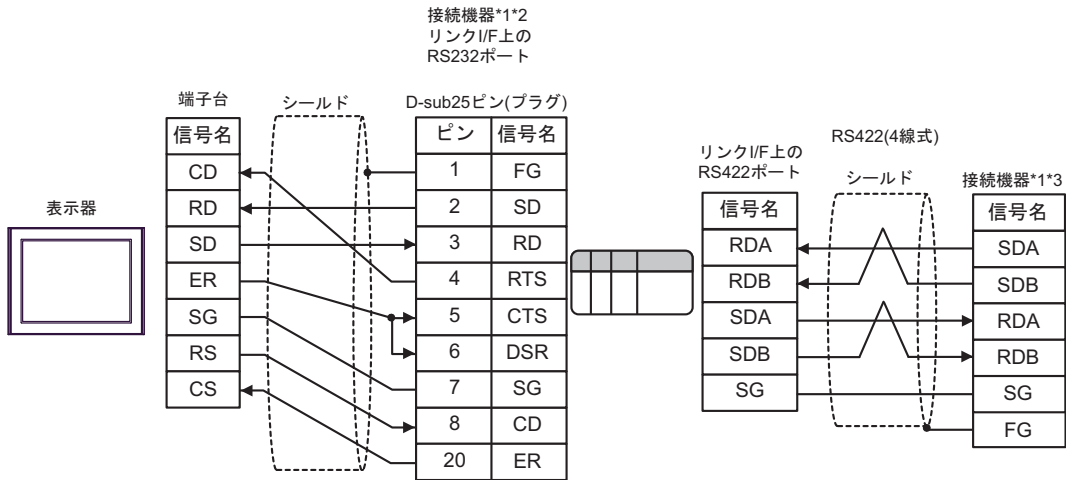 接続機器*1*2
リンクI/F上の
RS232ポート
端子台
シールド
D-sub25ピン(プラグ)
信号名
CD
RD
SD
ER
SG
RS
CS
表示器
ピン 信号名
1 FG
2 SD
3 RD
4 RTS
5 CTS
6 DSR
7 SG
8 CD
20 ER
リンクI/F上の
RS422ポート
RS422(4線式)
シールド
接続機器*1*3
信号名
RDA
RDB
SDA
SDB
SG
信号名
SDA
SDB
RDA
RDB
SG
FG